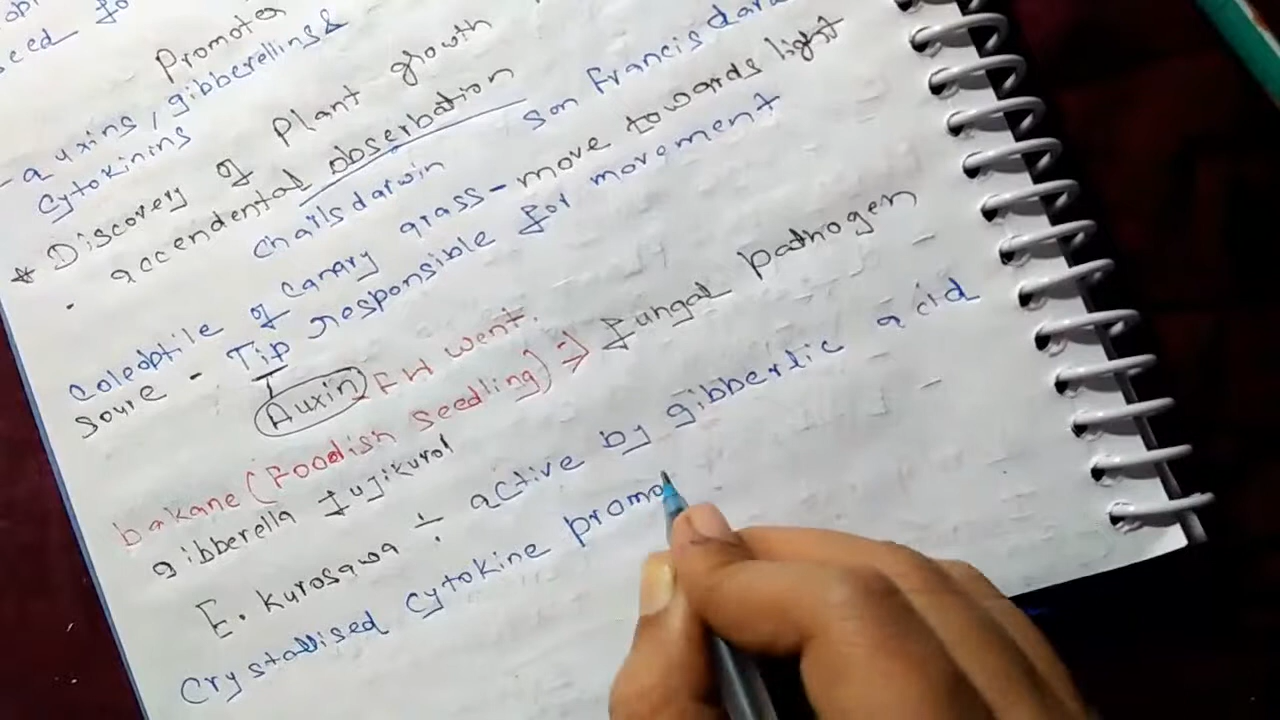 seed
Promoter
- auxins, gibberellins &
cytokinins
* Discovery of plant growth
. accendental obserbation
Charls darwin son Francis darw
Coleoptile of canary grass - move towards light
Soure - Tip responsible for movement
Auxin FW went.
bakane (Foodish seedling) => Fungal pathogen
gibberella fujikuroi
E. kurosawa ÷ active by gibberlic acid
Crystallised cytokine promo